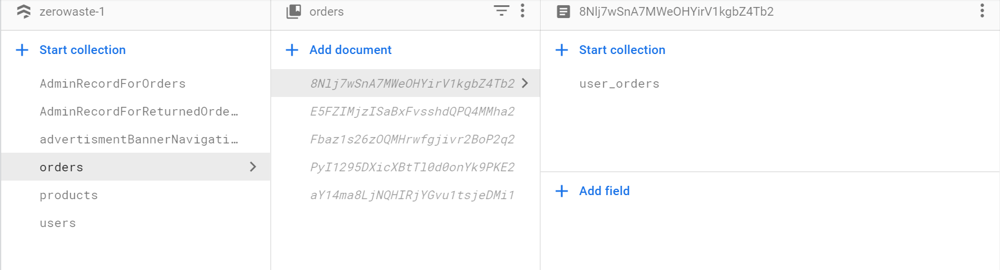 zerowaste-1
Start collection
AdminRecordForOrders
AdminRecordForReturnedOrde…
advertismentBannerNavigati…
orders
products
users
orders
Add document
8Nlj7wSnA7MWeOHYirV1kgbZ4Tb2
E5FZIMjzISaBxFvsshdQPQ4MMha2
Fbaz1s26zOQMHrwfgjivr2BoP2q2
PyI1295DXicXBtTl0d0onYk9PKE2
aY14ma8LjNQHIRjYGvu1tsjeDMi1
8Nlj7wSnA7MWeOHYirV1kgbZ4Tb2
Start collection
user_orders
Add field